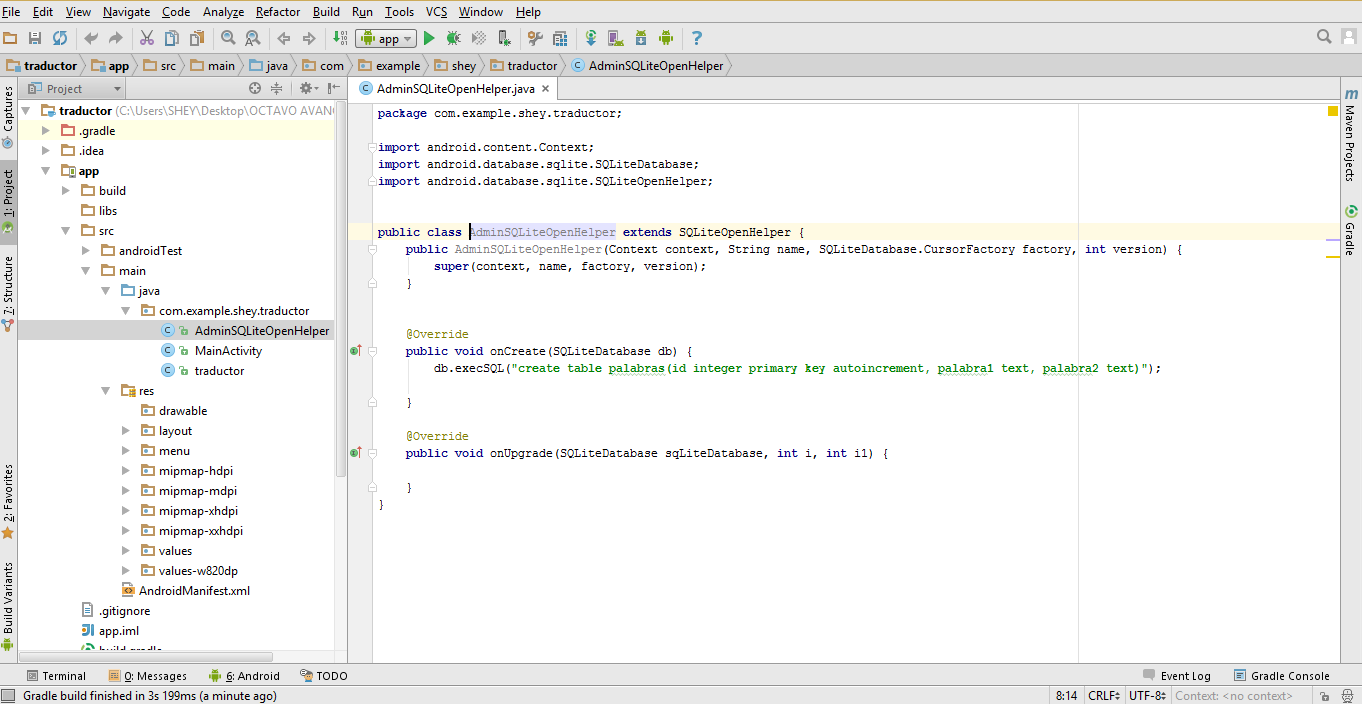 File Edit View Navigate Code Analyze Refactor Build Run Tools VCS Window Help
app
traductor app src main java com example shey traductor AdminSQLiteOpenHelper
Project
AdminSQLiteOpenHelper.java
Captures
1: Project
7: Structure
2: Favorites
Build Variants
traductor (C:\Users\SHEY\Desktop\OCTAVO AVAN
.gradle
.idea
app
build
libs
src
androidTest
main
java
com.example.shey.traductor
AdminSQLiteOpenHelper
MainActivity
traductor
res
drawable
layout
menu
mipmap-hdpi
mipmap-mdpi
mipmap-xhdpi
mipmap-xxhdpi
values
values-w820dp
AndroidManifest.xml
.gitignore
app.iml
build.gradle
package com.example.shey.traductor;
import android.content.Context;
import android.database.sqlite.SQLiteDatabase;
import android.database.sqlite.SQLiteOpenHelper;
public class AdminSQLiteOpenHelper extends SQLiteOpenHelper {
public AdminSQLiteOpenHelper(Context context, String name, SQLiteDatabase.CursorFactory factory, int version) {
super(context, name, factory, version);
}
@Override
public void onCreate(SQLiteDatabase db) {
db.execSQL("create table palabras(id integer primary key autoincrement, palabra1 text, palabra2 text)");
}
@Override
public void onUpgrade(SQLiteDatabase sqLiteDatabase, int i, int i1) {
}
}
Maven Projects
Gradle
Terminal 0: Messages 6: Android TODO Event Log Gradle Console
Gradle build finished in 3s 199ms (a minute ago) 8:14 CRLF UTF-8 Context: <no context>